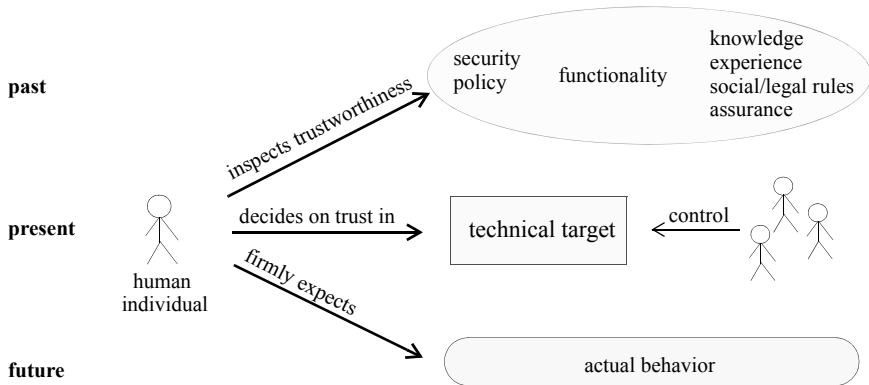 past
security
policy
functionality
knowledge
experience
social/legal rules
assurance
inspects trustworthiness
present
human
individual
decides on trust in
technical target
control
firmly expects
future
actual behavior